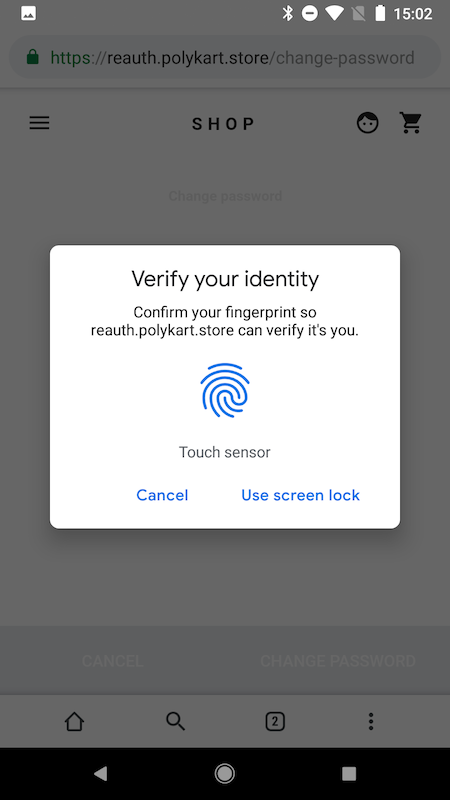 15:02
https://reauth.polykart.store/change-password
SHOP
Change password
Verify your identity
Confirm your fingerprint so
reauth.polykart.store can verify it's you.
Touch sensor
Cancel Use screen lock
CANCEL CHANGE PASSWORD
2